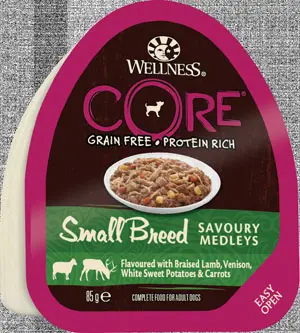 WELLNESS®
CORE®
GRAIN FREE • PROTEIN RICH
Small Breed SAVOURY MEDLEYS
Flavoured with Braised Lamb, Venison,
White Sweet Potatoes & Carrots
85g e COMPLETE FOOD FOR ADULT DOGS
EASY OPEN